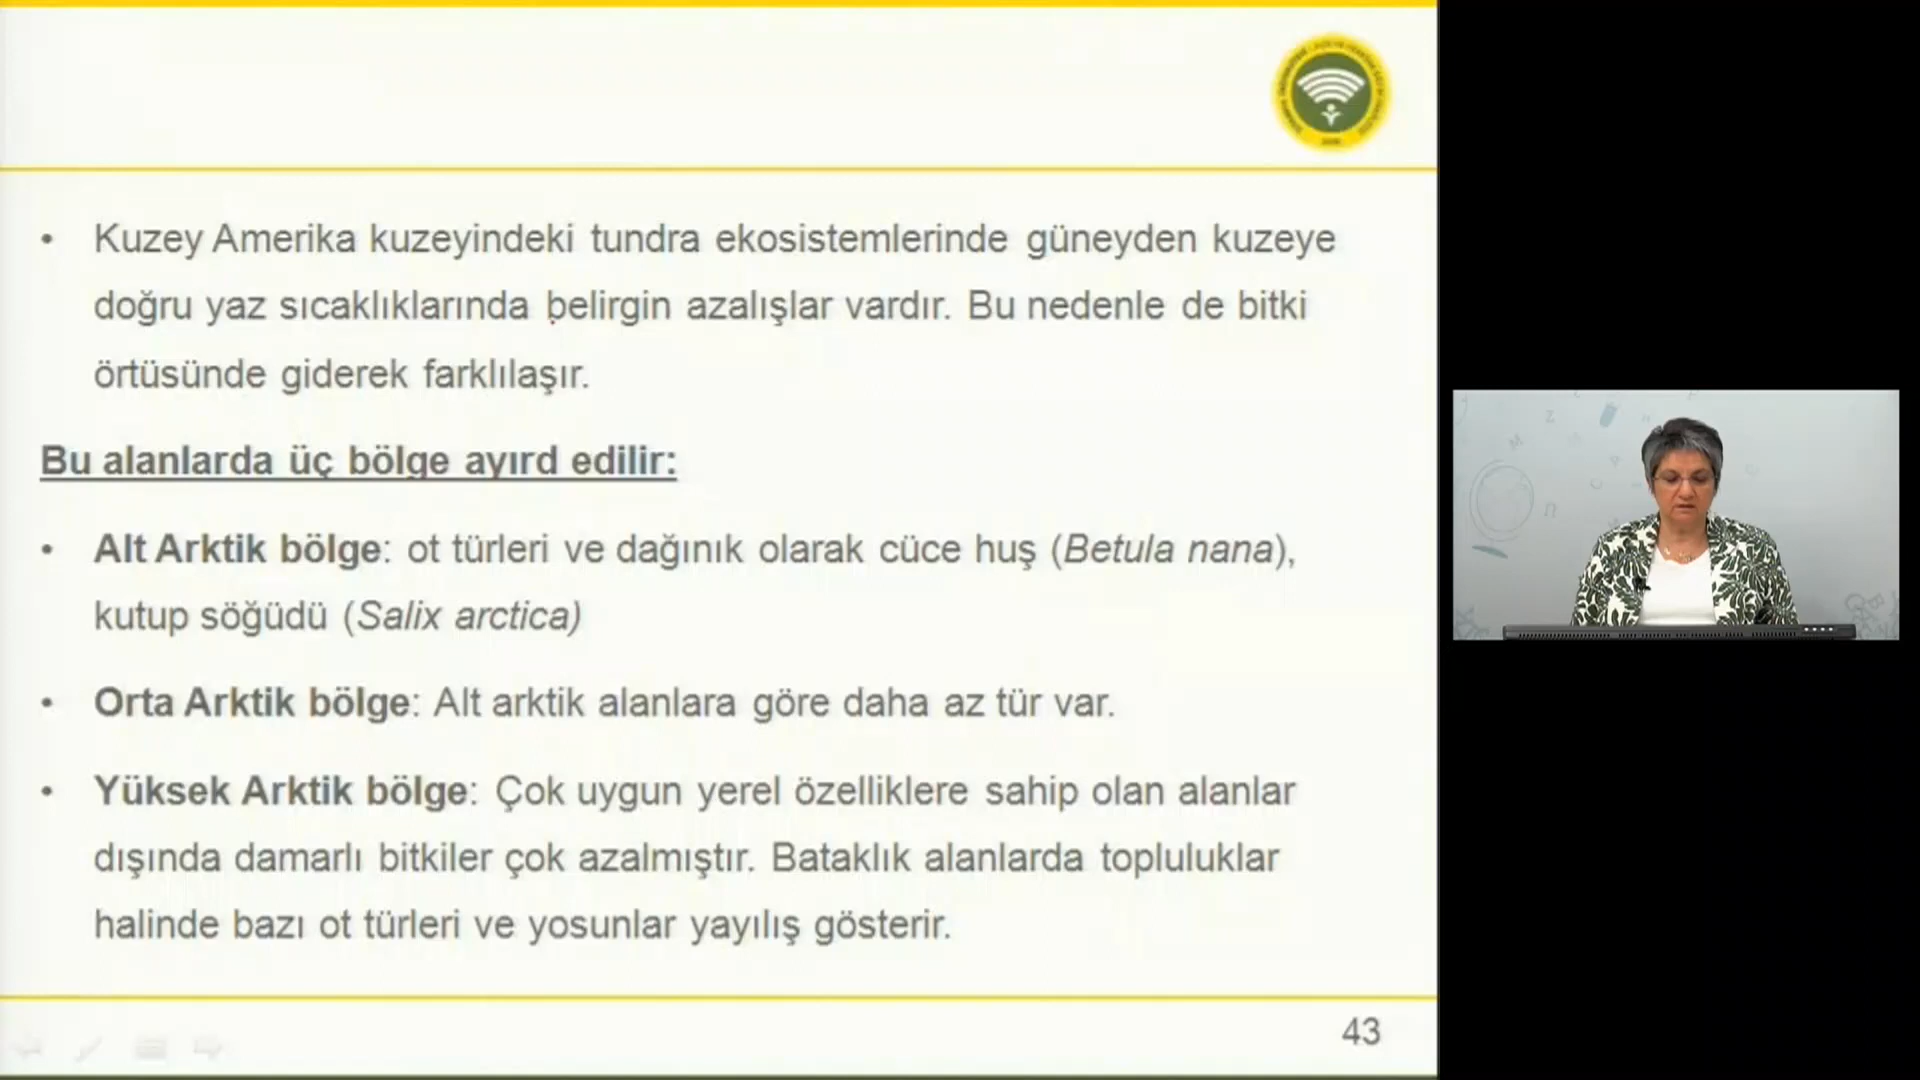 • Kuzey Amerika kuzeyindeki tundra ekosistemlerinde güneyden kuzeye
doğru yaz sıcaklıklarında belirgin azalışlar vardır. Bu nedenle de bitki
örtüsünde giderek farklılaşır.
Bu alanlarda üç bölge ayırd edilir:
• Alt Arktik bölge: ot türleri ve dağınık olarak cüce huş (Betula nana),
kutup söğüdü (Salix arctica)
• Orta Arktik bölge: Alt arktik alanlara göre daha az tür var.
• Yüksek Arktik bölge: Çok uygun yerel özelliklere sahip olan alanlar
dışında damarlı bitkiler çok azalmıştır. Bataklık alanlarda topluluklar
halinde bazı ot türleri ve yosunlar yayılış gösterir.
43